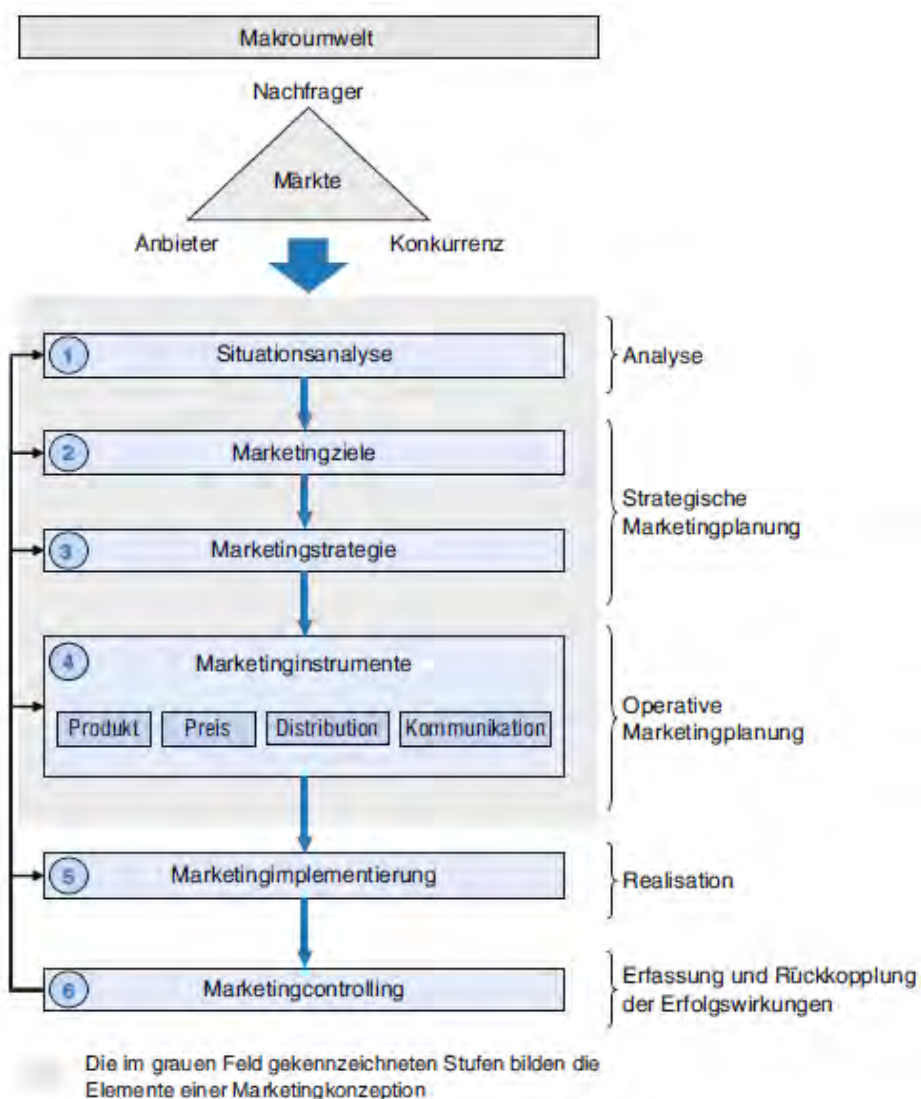 Makroumwelt
Nachfrager
Märkte
Anbieter
Konkurrenz
1
Situationsanalyse
Analyse
2
Marketingziele
Strategische
Marketingplanung
3
Marketingstrategie
4
Marketinginstrumente
Produkt
Preis
Distribution
Kommunikation
Operative
Marketingplanung
5
Marketingimplementierung
Realisation
6
Marketingcontrolling
Erfassung und Rückkopplung
der Erfolgswirkungen
Die im grauen Feld gekennzeichneten Stufen bilden die
Elemente einer Marketingkonzeption